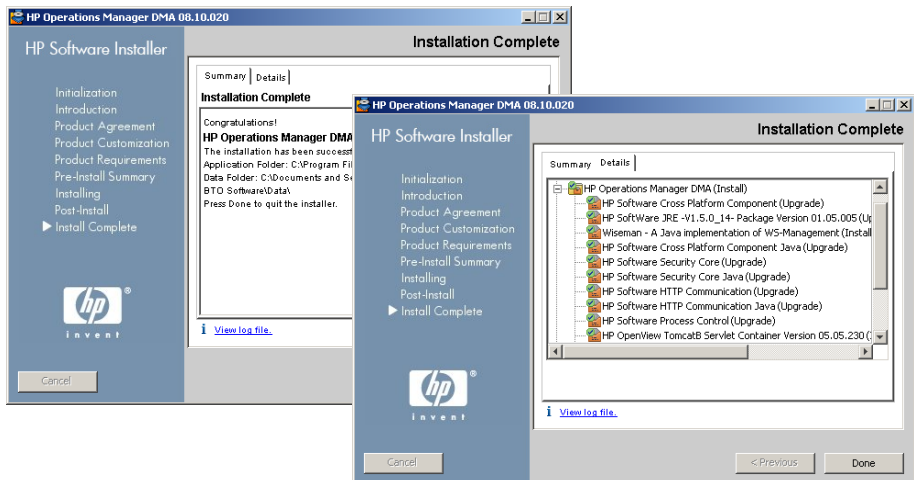 HP Operations Manager DMA 08.10.020
HP Software Installer
Installation Complete
Initialization
Introduction
Product Agreement
Product Customization
Product Requirements
Pre-Install Summary
Installing
Post-Install
Install Complete
hp
®
invent
Cancel
Summary
Details
Installation Complete
Congratulations!
HP Operations Manager DMA
The installation has been success
Application Folder: C:\Program Fil
Data Folder: C:\Documents and Se
BTO Software\Data\
Press Done to quit the installer.
i View log file.
HP Operations Manager DMA 08.10.020
HP Software Installer
Installation Complete
Initialization
Introduction
Product Agreement
Product Customization
Product Requirements
Pre-Install Summary
Installing
Post-Install
Install Complete
hp
®
invent
Cancel
Summary
Details
HP Operations Manager DMA (Install)
HP Software Cross Platform Component (Upgrade)
HP SoftWare JRE -V1.5.0_14- Package Version 01.05.005 (Up
Wiseman - A Java implementation of WS-Management (Install
HP Software Cross Platform Component Java (Upgrade)
HP Software Security Core (Upgrade)
HP Software Security Core Java (Upgrade)
HP Software HTTP Communication (Upgrade)
HP Software HTTP Communication Java (Upgrade)
HP Software Process Control (Upgrade)
HP OpenView TomcatB Servlet Container Version 05.05.230 (
i View log file.
< Previous
Done